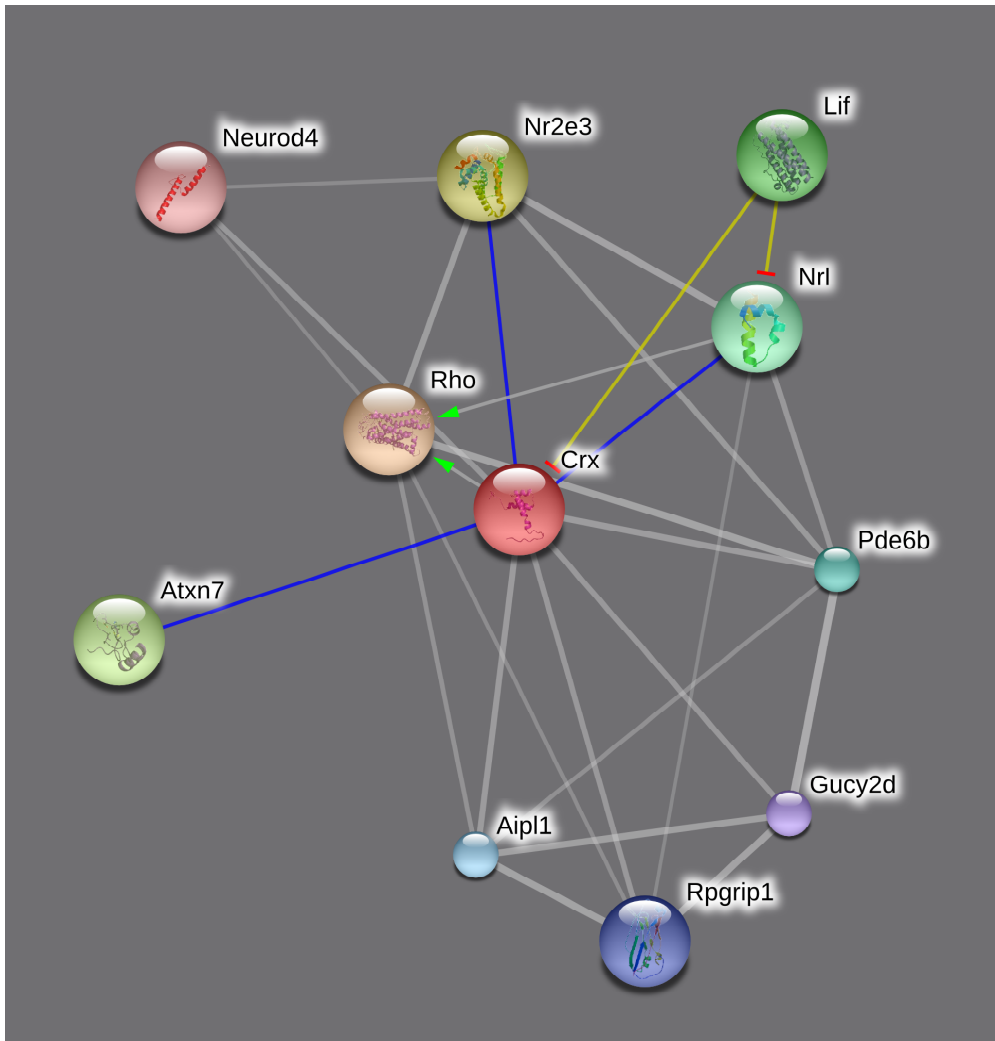 Lif
Nr2e3
Neurod4
Nrl
Rho
Crx
Pde6b
Atxn7
Gucy2d
Aipl1
Rpgrip1